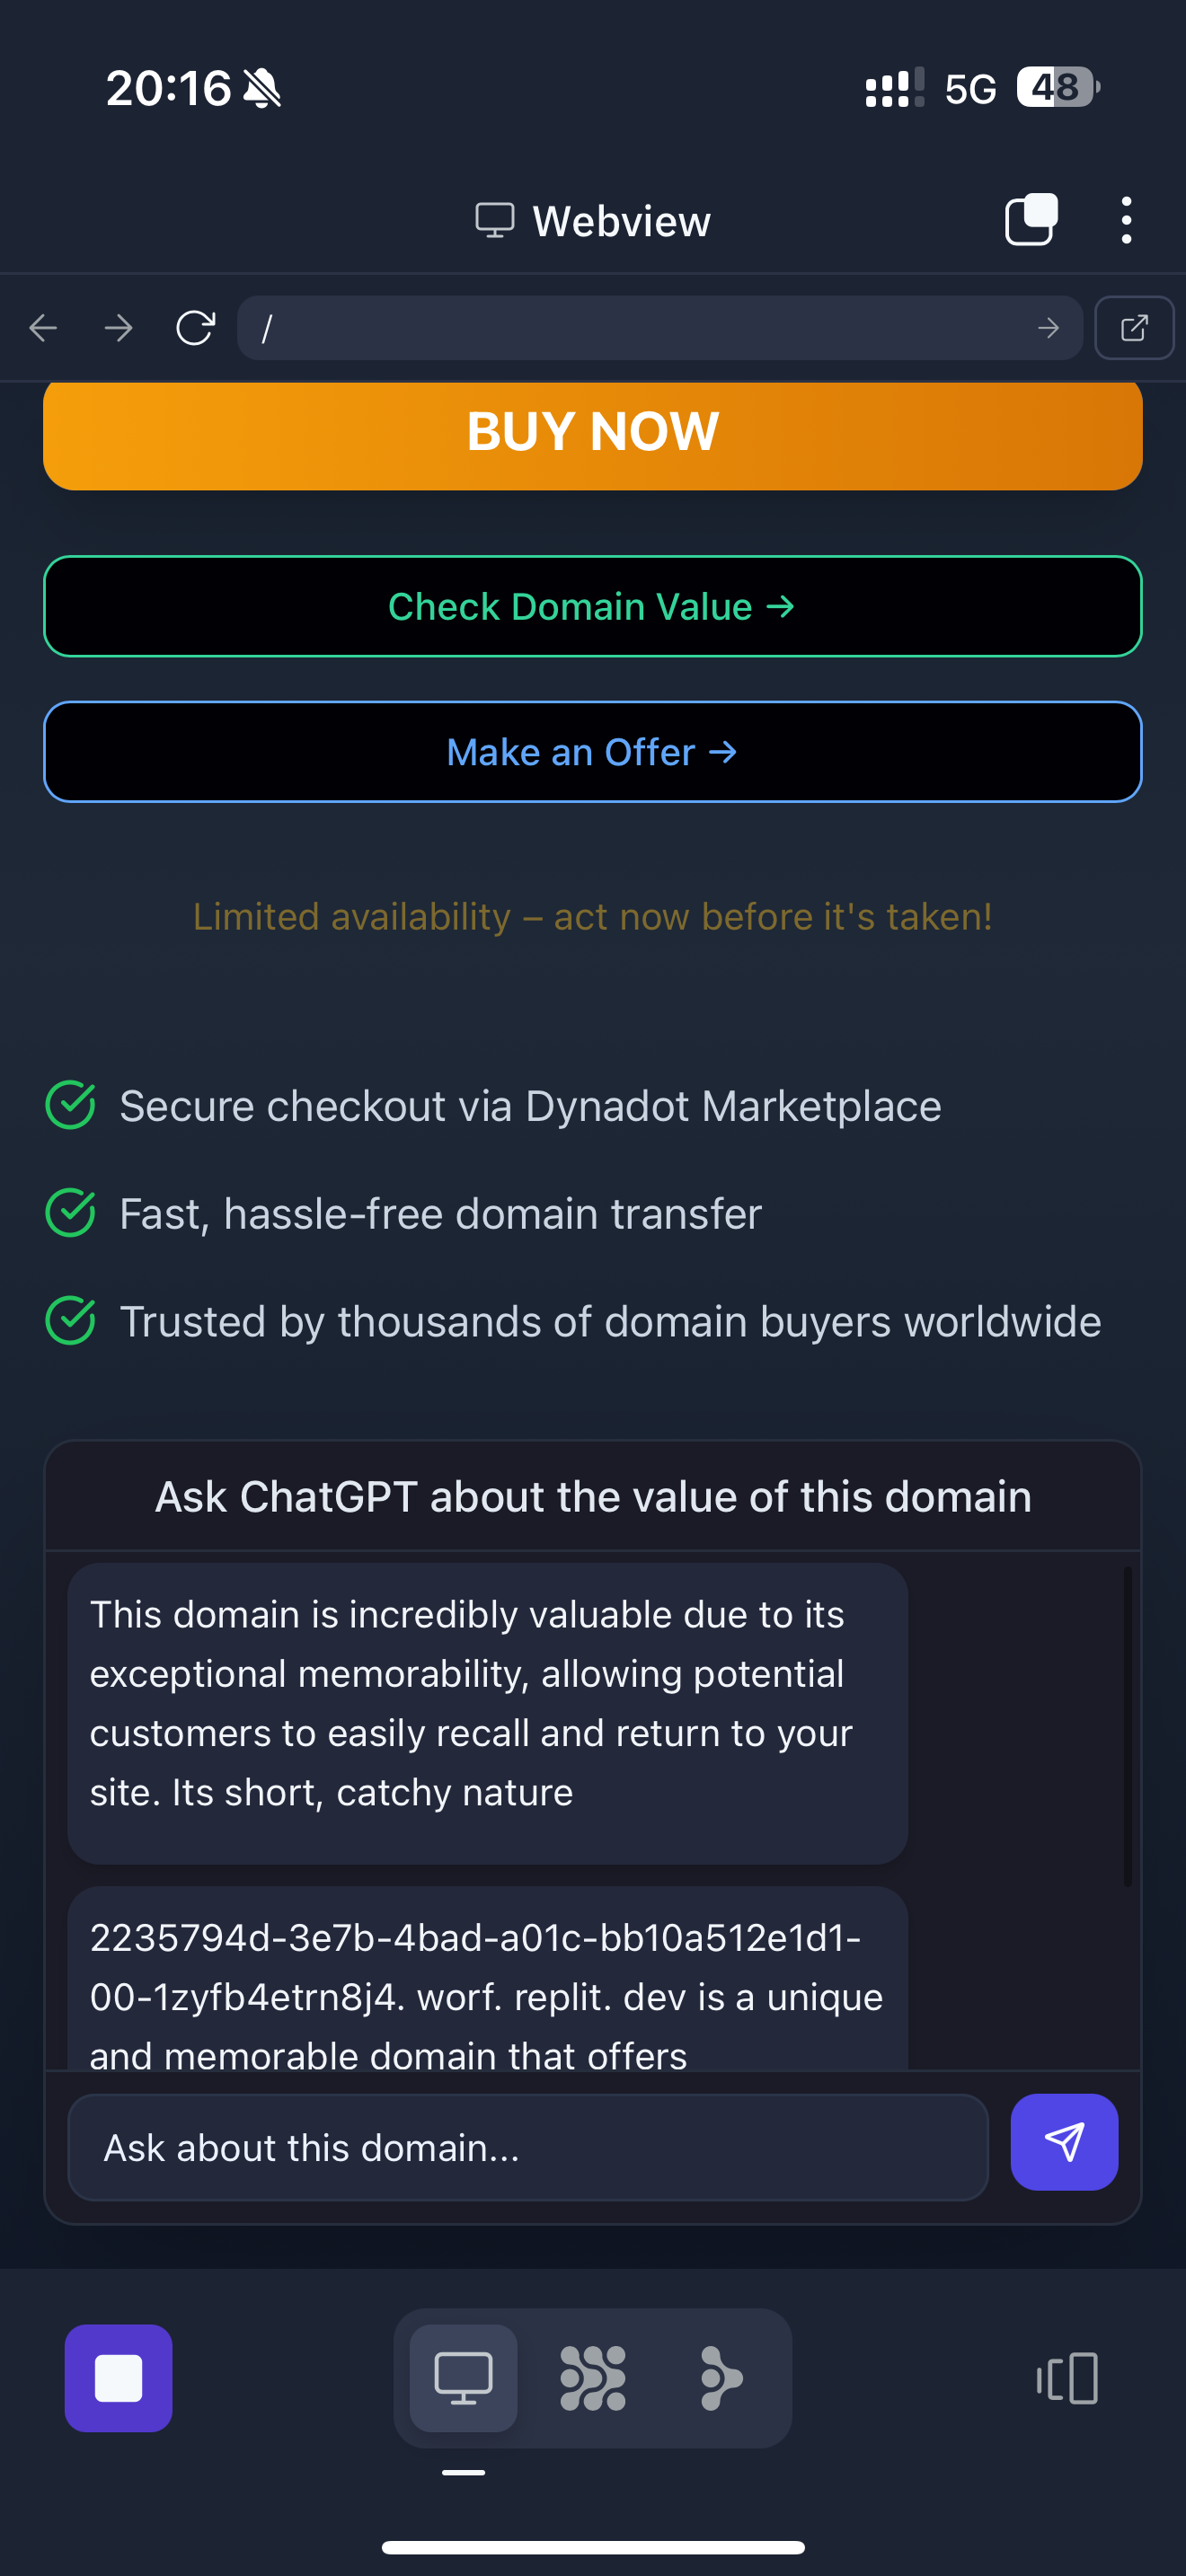 20:16
5G 48
Webview
/
BUY NOW
Check Domain Value →
Make an Offer →
Limited availability – act now before it's taken!
Secure checkout via Dynadot Marketplace
Fast, hassle-free domain transfer
Trusted by thousands of domain buyers worldwide
Ask ChatGPT about the value of this domain
This domain is incredibly valuable due to its
exceptional memorability, allowing potential
customers to easily recall and return to your
site. Its short, catchy nature
2235794d-3e7b-4bad-a01c-bb10a512e1d1-
00-1zyfb4etrn8j4. worf. replit. dev is a unique
and memorable domain that offers
Ask about this domain...